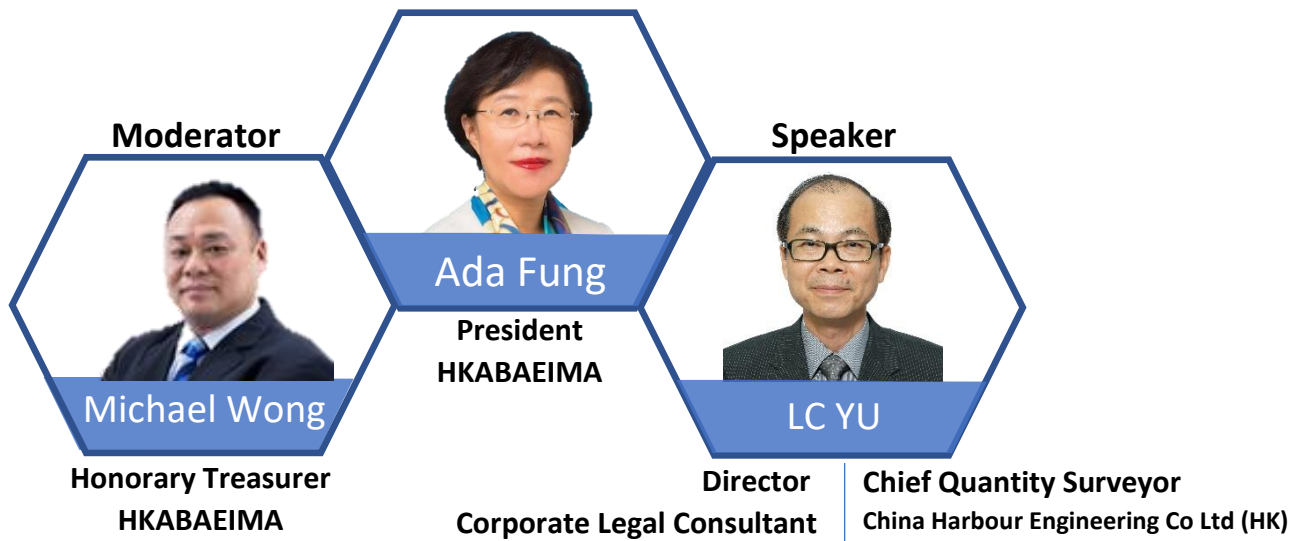 Moderator
Speaker
Michael Wong
Honorary Treasurer
HKABAEIMA
Ada Fung
President
HKABAEIMA
LC YU
Director
Corporate Legal Consultant
Chief Quantity Surveyor
China Harbour Engineering Co Ltd (HK)